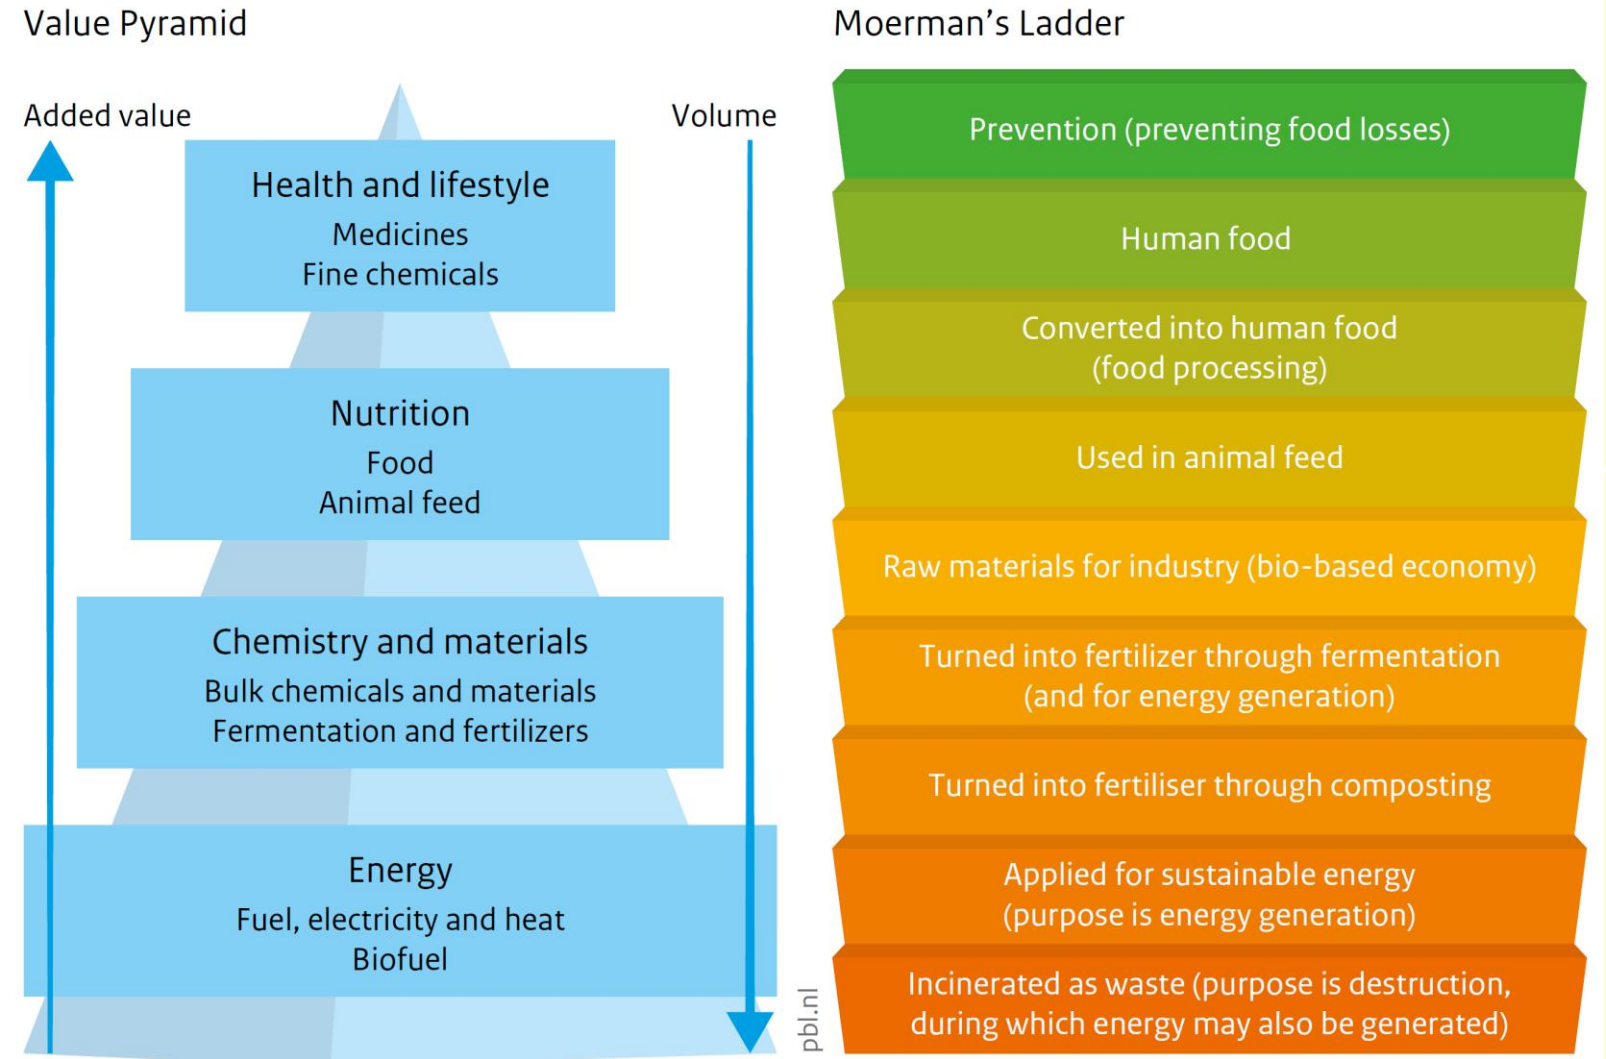 Value Pyramid
Added value
Volume
Health and lifestyle
Medicines
Fine chemicals
Nutrition
Food
Animal feed
Chemistry and materials
Bulk chemicals and materials
Fermentation and fertilizers
Energy
Fuel, electricity and heat
Biofuel
pbl.nl
Moerman's Ladder
Prevention (preventing food losses)
Human food
Converted into human food
(food processing)
Used in animal feed
Raw materials for industry (bio-based economy)
Turned into fertilizer through fermentation
(and for energy generation)
Turned into fertiliser through composting
Applied for sustainable energy
(purpose is energy generation)
Incinerated as waste (purpose is destruction,
during which energy may also be generated)